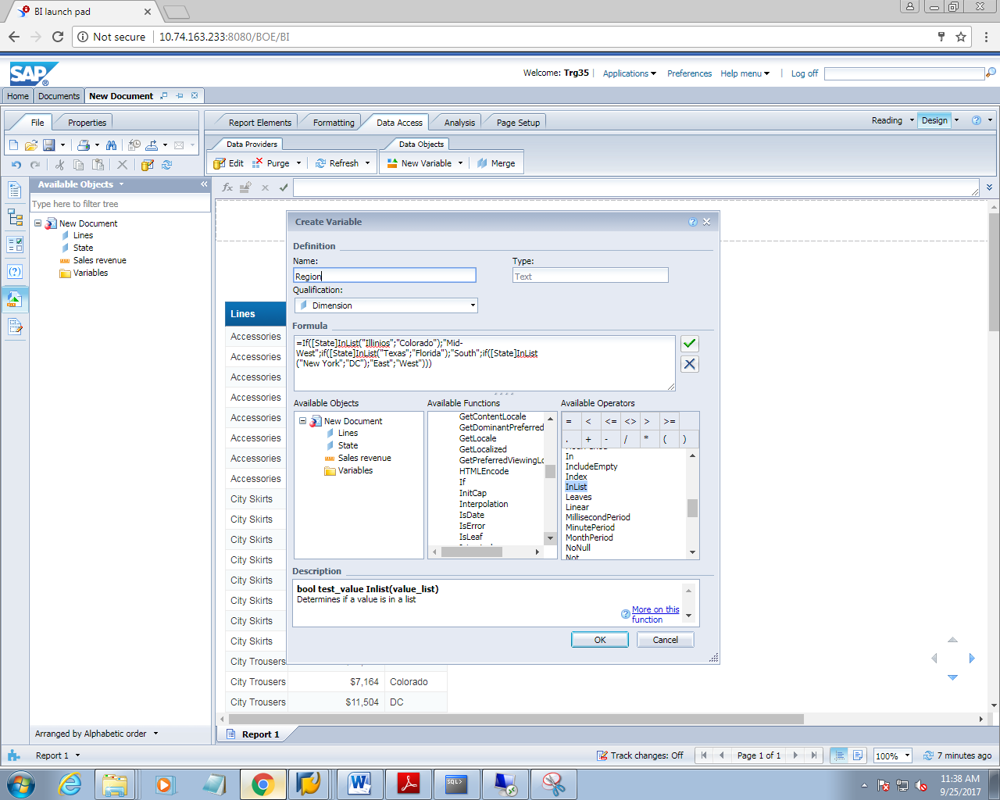 BI launch pad
Not secure | 10.74.163.233:8080/BOE/BI
SAP
Welcome: Trg35 | Applications Preferences Help menu | Log off
Home Documents New Document
File Properties
Report Elements Formatting Data Access Analysis Page Setup
Reading Design
Data Providers Data Objects
Edit Purge Refresh New Variable Merge
Available Objects
Type here to filter tree
New Document
Lines
State
Sales revenue
Variables
Arranged by Alphabetic order
Lines
Accessories
Accessories
Accessories
Accessories
Accessories
Accessories
Accessories
Accessories
City Skirts
City Skirts
City Skirts
City Skirts
City Skirts
City Skirts
City Skirts
City Skirts
City Trousers
City Trousers $7,164 Colorado
City Trousers $11,504 DC
Create Variable
Definition
Name: Type:
Region Text
Qualification:
Dimension
Formula
=If([State]InList("Illinios";"Colorado");"Mid-
West";if([State]InList("Texas";"Florida");"South";if([State]InList
("New York";"DC");"East";"West")))
Available Objects
New Document
Lines
State
Sales revenue
Variables
Available Functions
GetContentLocale
GetDominantPreferred
GetLocale
GetLocalized
GetPreferredViewingLo
HTMLEncode
If
InitCap
Interpolation
IsDate
IsError
IsLeaf
Available Operators
= < <= <> > >=
. + - / * ( )
In
IncludeEmpty
Index
InList
Leaves
Linear
MillisecondPeriod
MinutePeriod
MonthPeriod
NoNull
Not
Description
bool test_value Inlist(value_list)
Determines if a value is in a list
More on this
function
OK Cancel
Report 1
Report 1
Track changes: Off
Page 1 of 1
100%
7 minutes ago
SQL>
11:38 AM
9/25/2017